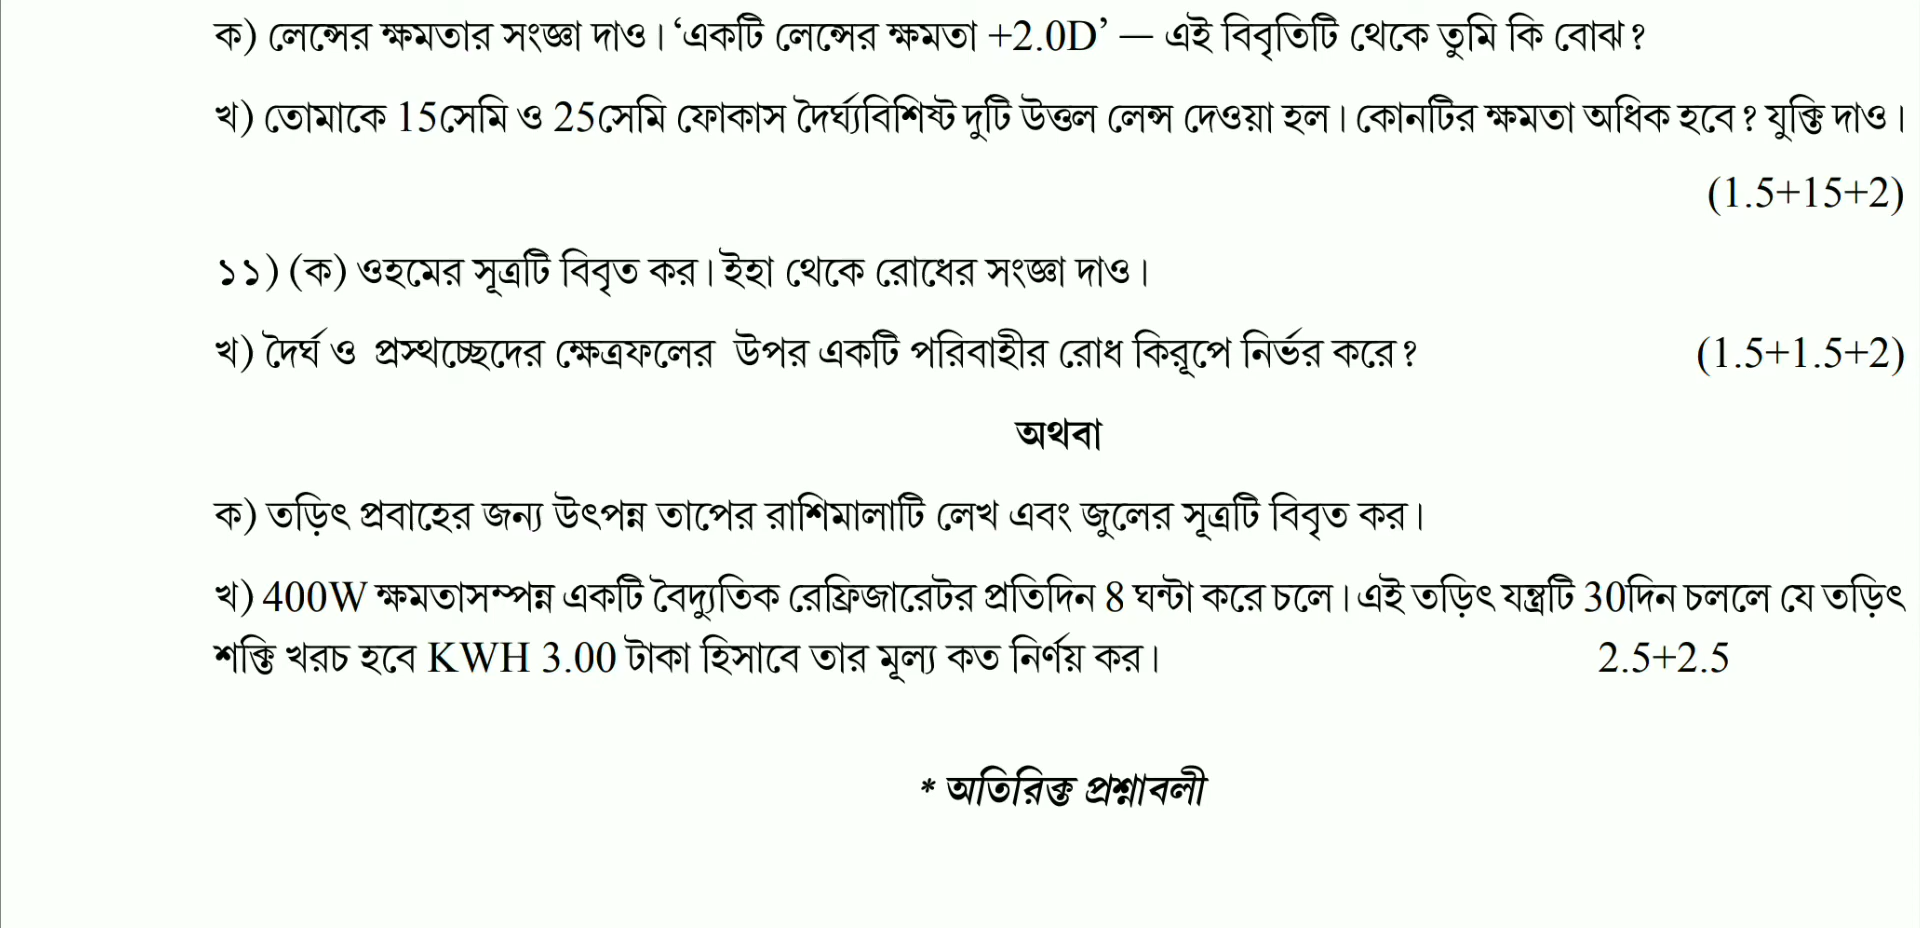 ক) লেন্সের ক্ষমতার সংজ্ঞা দাও। ‘একটি লেন্সের ক্ষমতা +2.0D’ — এই বিবৃতিটি থেকে তুমি কি বোঝ?
খ) তোমাকে 15সেমি ও 25সেমি ফোকাস দৈর্ঘ্যবিশিষ্ট দুটি উত্তল লেন্স দেওয়া হল। কোনটির ক্ষমতা অধিক হবে? যুক্তি দাও।
(1.5+15+2)
১১) (ক) ওহমের সূত্রটি বিবৃত কর। ইহা থেকে রোধের সংজ্ঞা দাও।
খ) দৈর্ঘ ও প্রস্থচ্ছেদের ক্ষেত্রফলের উপর একটি পরিবাহীর রোধ কিরূপে নির্ভর করে? (1.5+1.5+2)
অথবা
ক) তড়িৎ প্রবাহের জন্য উৎপন্ন তাপের রাশিমালাটি লেখ এবং জুলের সূত্রটি বিবৃত কর।
খ) 400W ক্ষমতাসম্পন্ন একটি বৈদ্যুতিক রেফ্রিজারেটর প্রতিদিন 8 ঘন্টা করে চলে। এই তড়িৎ যন্ত্রটি 30দিন চললে যে তড়িৎ
শক্তি খরচ হবে KWH 3.00 টাকা হিসাবে তার মূল্য কত নির্ণয় কর। 2.5+2.5
* অতিরিক্ত প্রশ্নাবলী